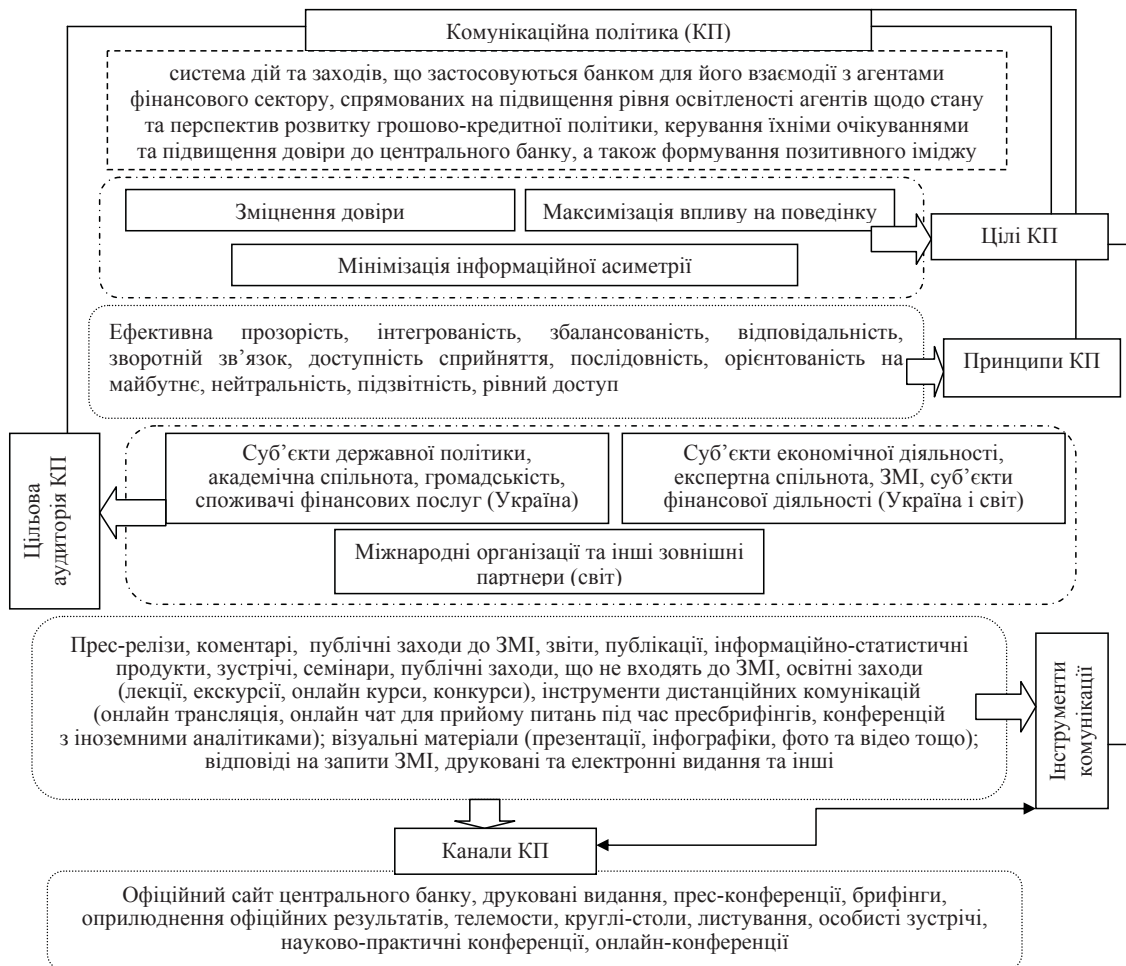 Комунікаційна політика (КП)
система дій та заходів, що застосовуються банком для його взаємодії з агентами
фінансового сектору, спрямованих на підвищення рівня освітленості агентів щодо стану
та перспектив розвитку грошово-кредитної політики, керування їхніми очікуваннями
та підвищення довіри до центрального банку, а також формування позитивного іміджу
Зміцнення довіри
Максимізація впливу на поведінку
Мінімізація інформаційної асиметрії
Цілі КП
Ефективна прозорість, інтегрованість, збалансованість, відповідальність,
зворотній зв’язок, доступність сприйняття, послідовність, орієнтованість на
майбутнє, нейтральність, підзвітність, рівний доступ
Принципи КП
Цільова
аудиторія КП
Суб’єкти державної політики,
академічна спільнота, громадськість,
споживачі фінансових послуг (Україна)
Суб’єкти економічної діяльності,
експертна спільнота, ЗМІ, суб’єкти
фінансової діяльності (Україна і світ)
Міжнародні організації та інші зовнішні
партнери (світ)
Прес-релізи, коментарі, публічні заходи до ЗМІ, звіти, публікації, інформаційно-статистичні
продукти, зустрічі, семінари, публічні заходи, що не входять до ЗМІ, освітні заходи
(лекції, екскурсії, онлайн курси, конкурси), інструменти дистанційних комунікацій
(онлайн трансляція, онлайн чат для прийому питань під час пресбрифінгів, конференцій
з іноземними аналітиками); візуальні матеріали (презентації, інфографіки, фото та відео тощо);
відповіді на запити ЗМІ, друковані та електронні видання та інші
Інструменти
комунікації
Канали КП
Офіційний сайт центрального банку, друковані видання, прес-конференції, брифінги,
оприлюднення офіційних результатів, телемости, круглі-столи, листування, особисті зустрічі,
науково-практичні конференції, онлайн-конференції